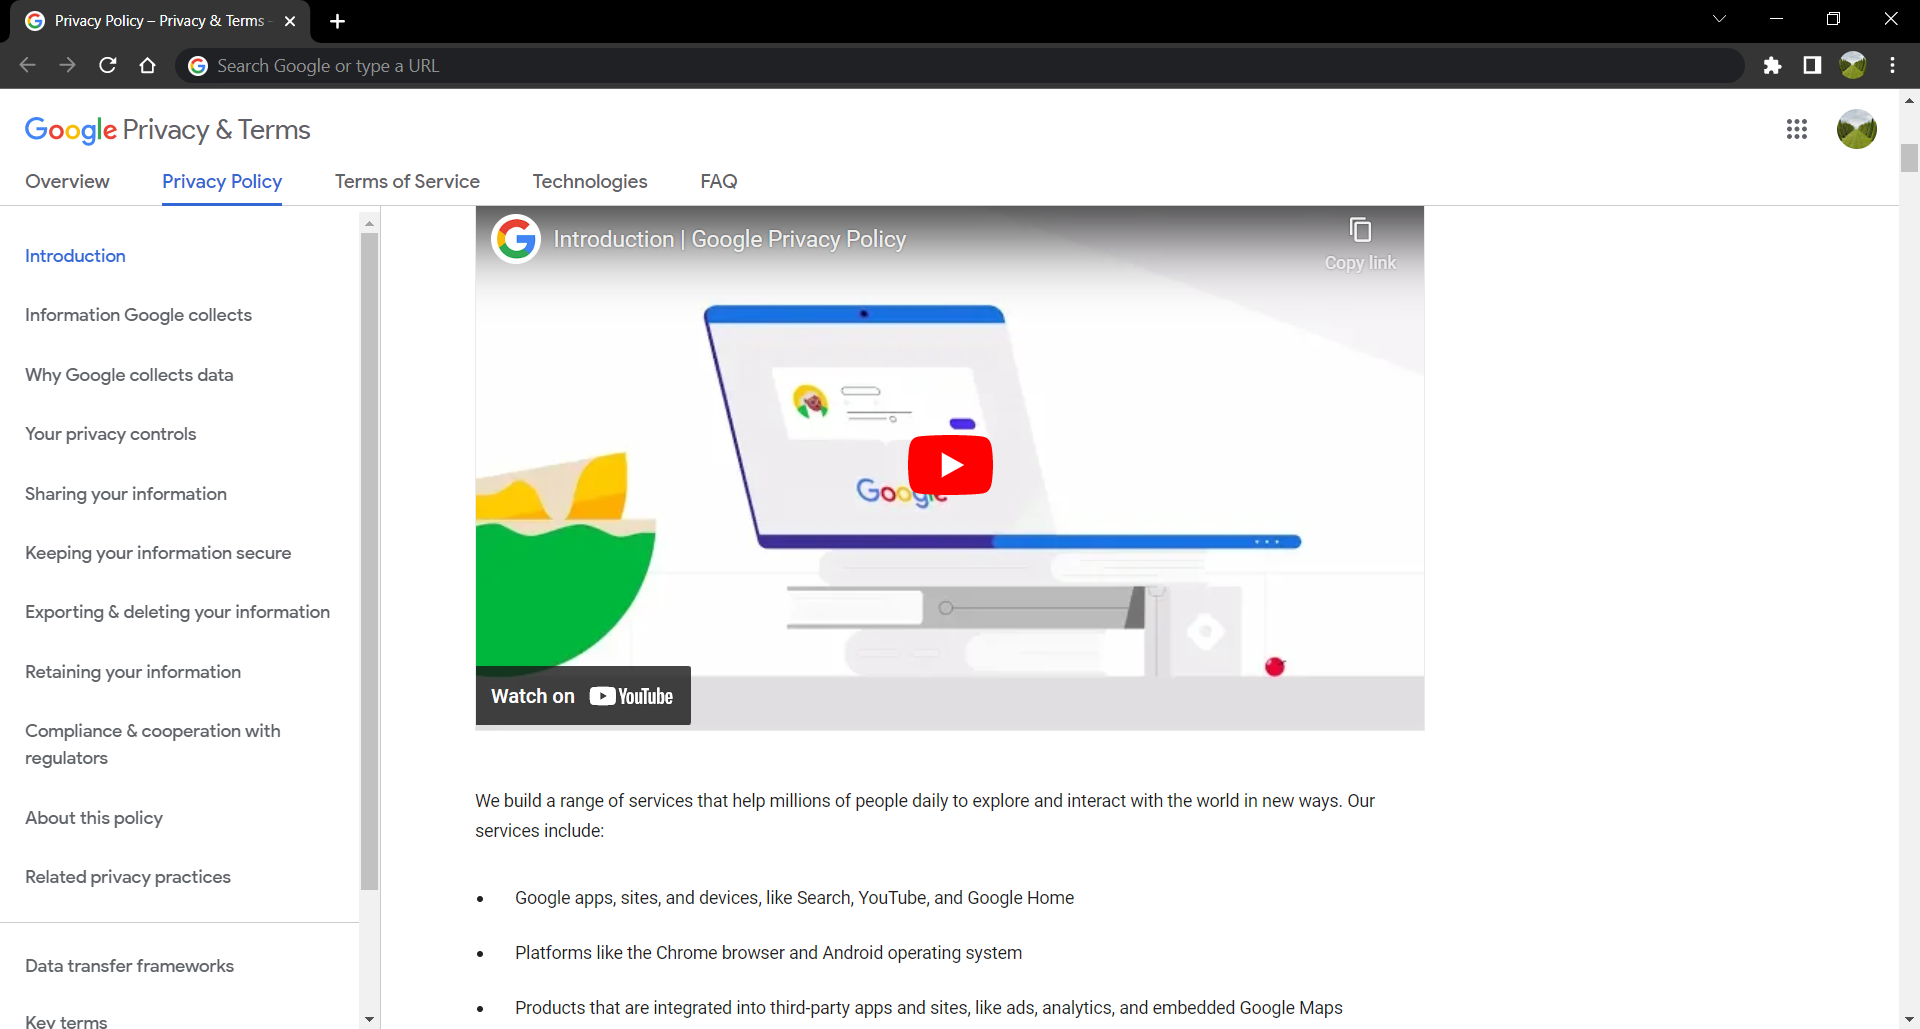 Privacy Policy – Privacy & Terms -
Search Google or type a URL
Google Privacy & Terms
Overview
Privacy Policy
Terms of Service
Technologies
FAQ
Introduction
Information Google collects
Why Google collects data
Your privacy controls
Sharing your information
Keeping your information secure
Exporting & deleting your information
Retaining your information
Compliance & cooperation with
regulators
About this policy
Related privacy practices
Data transfer frameworks
Key terms
Introduction | Google Privacy Policy
Copy link
Google
Watch on YouTube
We build a range of services that help millions of people daily to explore and interact with the world in new ways. Our
services include:
• Google apps, sites, and devices, like Search, YouTube, and Google Home
• Platforms like the Chrome browser and Android operating system
• Products that are integrated into third-party apps and sites, like ads, analytics, and embedded Google Maps